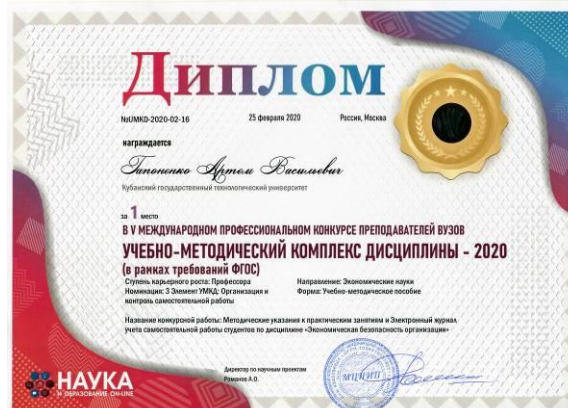 Диплом
№UMKD-2020-02-16 25 февраля 2020 Россия, Москва
награждается
Гапоненко Артем Васильевич
Кубанский государственный технологический университет
за 1 место
В V МЕЖДУНАРОДНОМ ПРОФЕССИОНАЛЬНОМ КОНКУРСЕ ПРЕПОДАВАТЕЛЕЙ ВУЗОВ
УЧЕБНО-МЕТОДИЧЕСКИЙ КОМПЛЕКС ДИСЦИПЛИНЫ - 2020
(в рамках требований ФГОС)
Ступень карьерного роста: Профессора Направление: Экономические науки
Номинация: 3 Элемент УМКД: Организация и Форма: Учебно-методическое пособие
контроль самостоятельной работы
Название конкурсной работы: Методические указания к практическим занятиям и Электронный журнал
учета самостоятельной работы студентов по дисциплине «Экономическая безопасность организации»
Директор по научным проектам
Романов А.О.
МЦНИП
НАУКА
И ОБРАЗОВАНИЕ ON-LINE